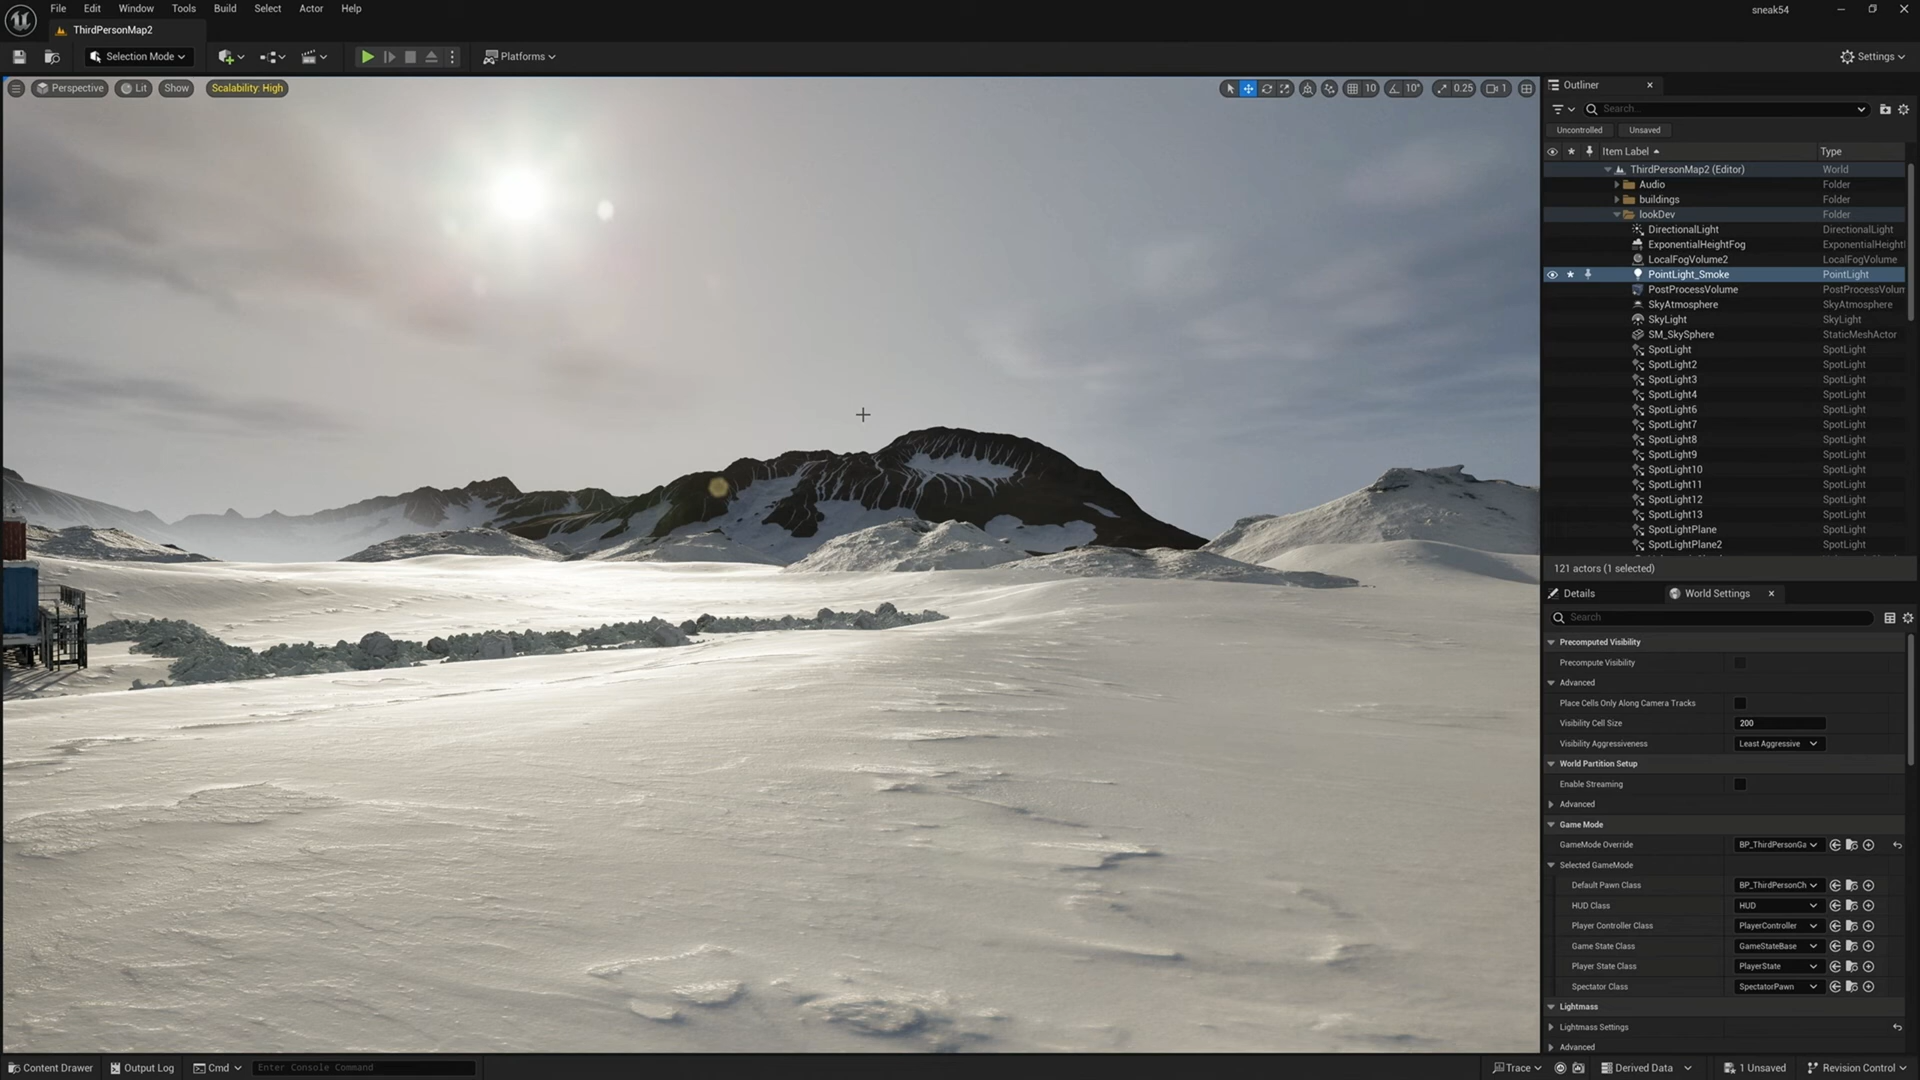 File Edit Window Tools Build Select Actor Help
sneak54
ThirdPersonMap2
Selection Mode
Platforms
Settings
Perspective Lit Show Scalability: High
10 10° 0.25 1
Outliner
Search...
Uncontrolled Unsaved
Item Label Type
ThirdPersonMap2 (Editor) World
Audio Folder
buildings Folder
lookDev Folder
DirectionalLight DirectionalLight
ExponentialHeightFog ExponentialHeight
LocalFogVolume2 LocalFogVolume
PointLight_Smoke PointLight
PostProcessVolume PostProcessVolum
SkyAtmosphere SkyAtmosphere
SkyLight SkyLight
SM_SkySphere StaticMeshActor
SpotLight SpotLight
SpotLight2 SpotLight
SpotLight3 SpotLight
SpotLight4 SpotLight
SpotLight6 SpotLight
SpotLight7 SpotLight
SpotLight8 SpotLight
SpotLight9 SpotLight
SpotLight10 SpotLight
SpotLight11 SpotLight
SpotLight12 SpotLight
SpotLight13 SpotLight
SpotLightPlane SpotLight
SpotLightPlane2 SpotLight
121 actors (1 selected)
Details World Settings
Search
Precomputed Visibility
Precompute Visibility
Advanced
Place Cells Only Along Camera Tracks
Visibility Cell Size 200
Visibility Aggressiveness Least Aggressive
World Partition Setup
Enable Streaming
Advanced
Game Mode
GameMode Override BP_ThirdPersonGa
Selected GameMode
Default Pawn Class BP_ThirdPersonCh
HUD Class HUD
Player Controller Class PlayerController
Game State Class GameStateBase
Player State Class PlayerState
Spectator Class SpectatorPawn
Lightmass
Lightmass Settings
Advanced
Content Drawer Output Log Cmd Enter Console Command
Trace Derived Data 1 Unsaved Revision Control